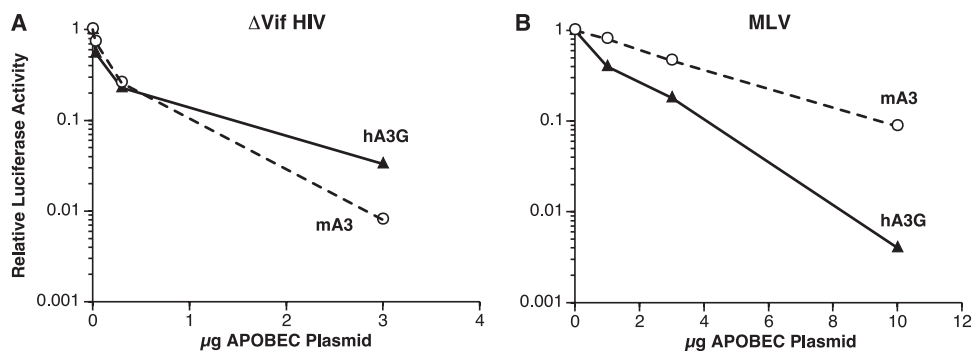 A
ΔVif HIV
Relative Luciferase Activity
1
0.1
0.01
0.001
hA3G
mA3
0
1
2
3
4
µg APOBEC Plasmid
B
MLV
1
0.1
0.01
0.001
mA3
hA3G
0
2
4
6
8
10
12
µg APOBEC Plasmid